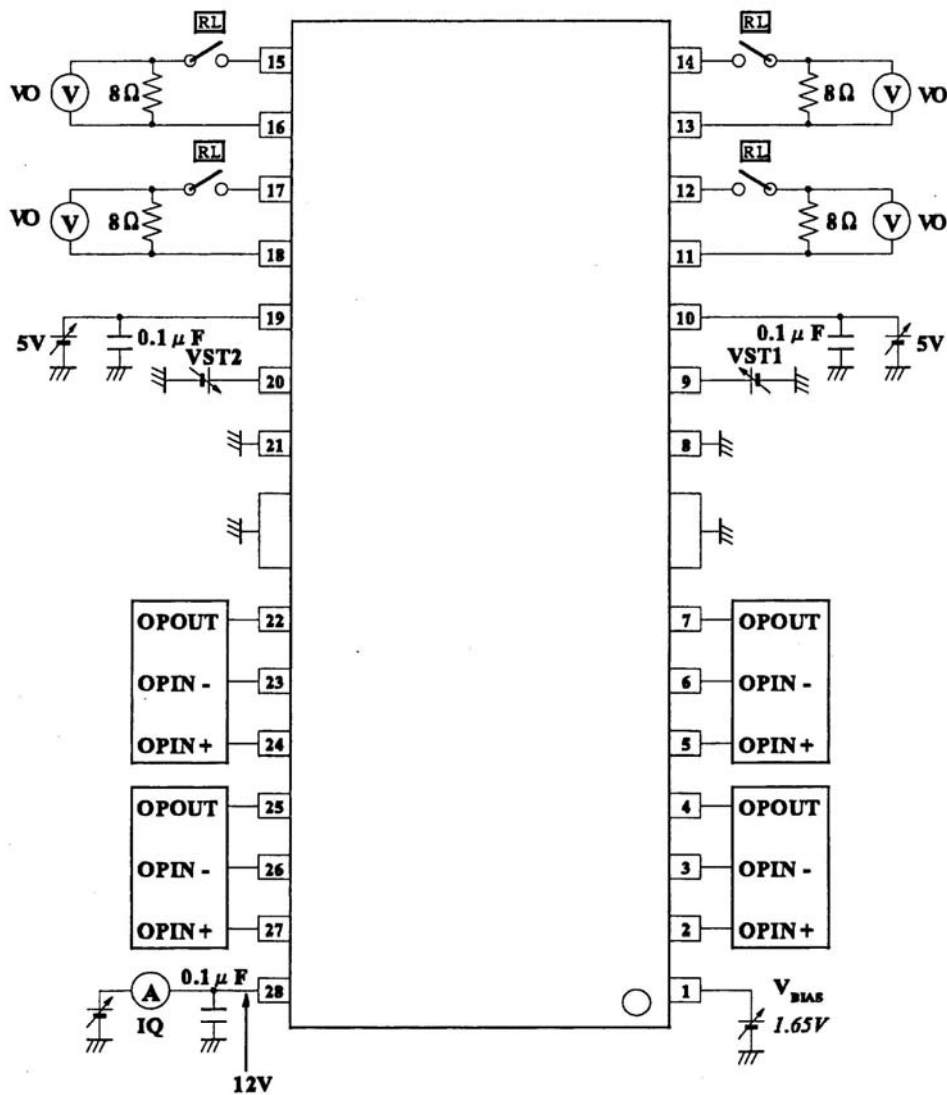 RL RL
15 14
VO V 8Ω 8Ω V VO
16 13
RL RL
17 12
VO V 8Ω 8Ω V VO
18 11
19 10
5V 0.1μF 0.1μF 5V
VST2 VST1
20 9
21 8
OPOUT 22 7 OPOUT
OPIN - 23 6 OPIN -
OPIN + 24 5 OPIN +
OPOUT 25 4 OPOUT
OPIN - 26 3 OPIN -
OPIN + 27 2 OPIN +
0.1μF
A 28 1 VBIAS
IQ 1.65V
12V